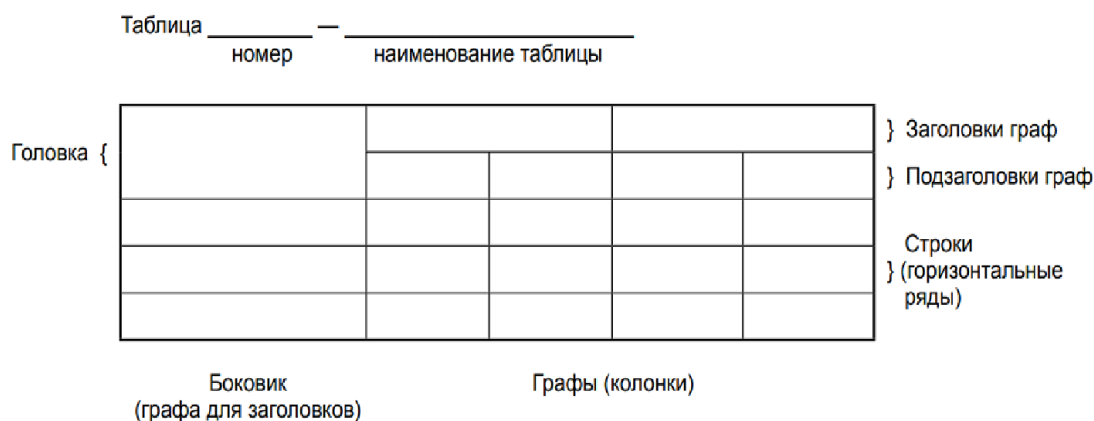 Таблица ________ — ______________________
номер наименование таблицы
Головка { } Заголовки граф
} Подзаголовки граф
Строки
} (горизонтальные
ряды)
Боковик Графы (колонки)
(графа для заголовков)